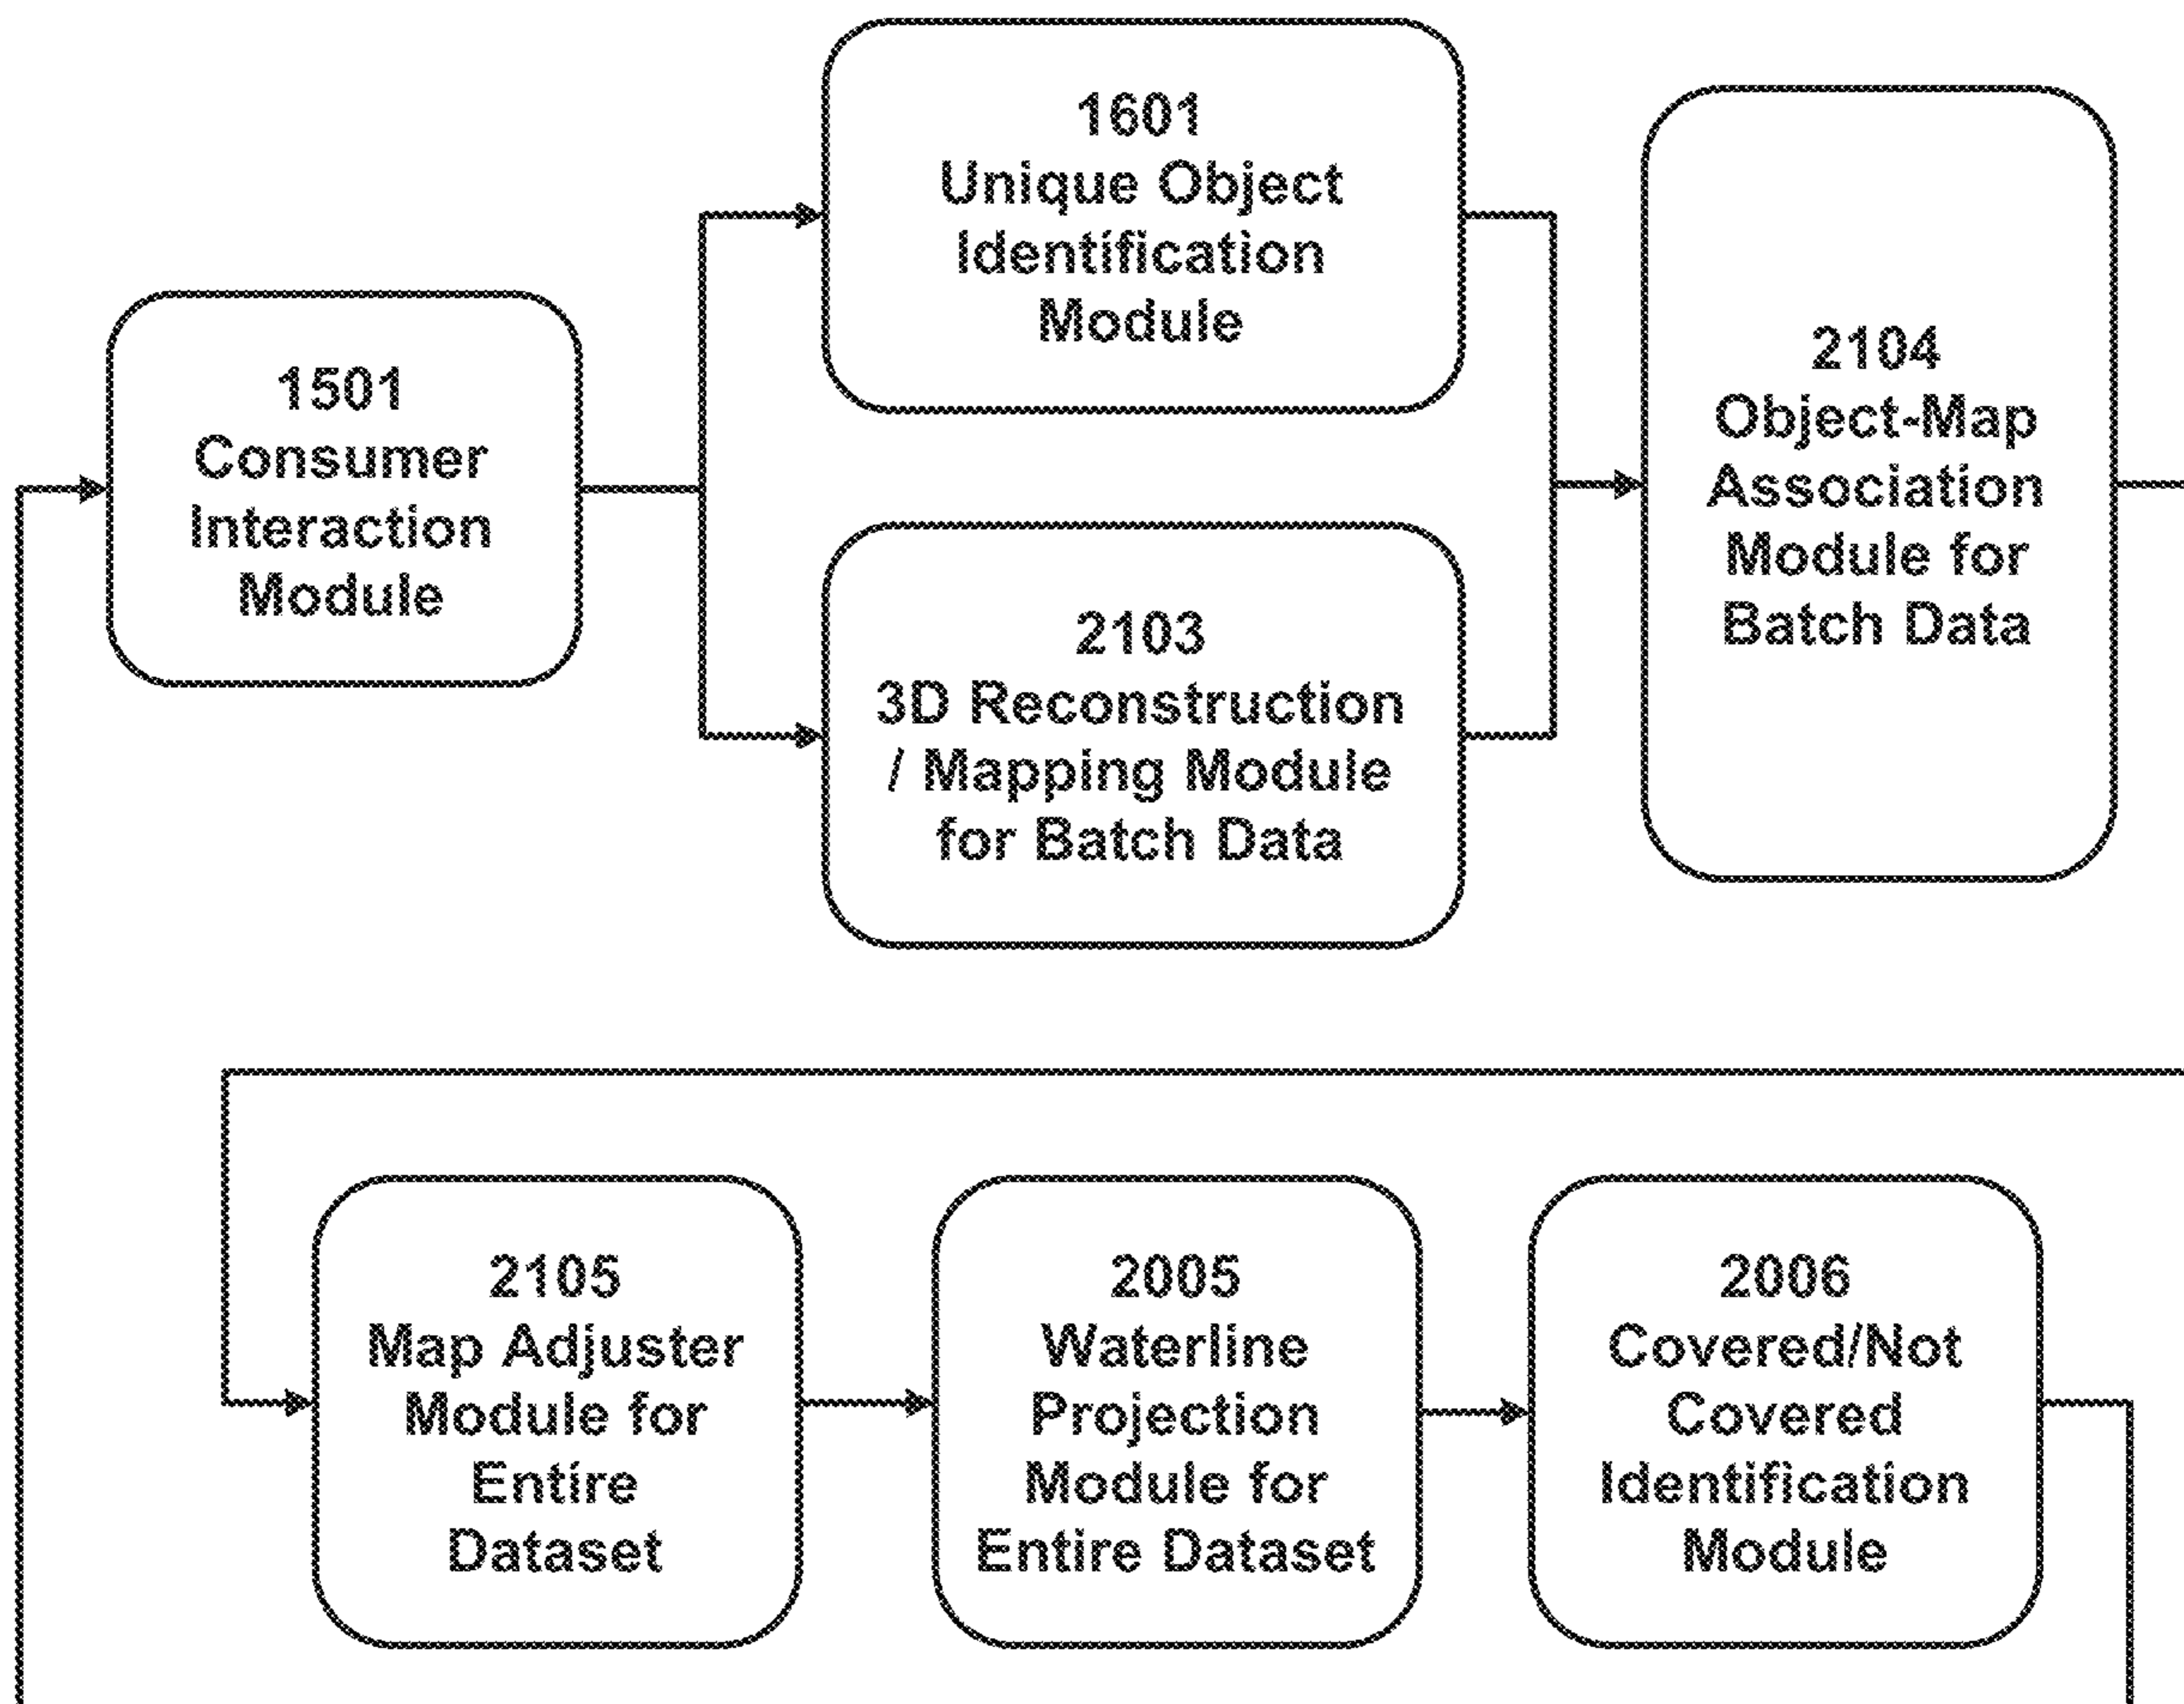 1501
Consumer
Interaction
Module
1601
Unique Object
Identification
Module
2103
3D Reconstruction
/ Mapping Module
for Batch Data
2104
Object-Map
Association
Module for
Batch Data
2105
Map Adjuster
Module for
Entire
Dataset
2005
Waterline
Projection
Module for
Entire Dataset
2006
Covered/Not
Covered
Identification
Module